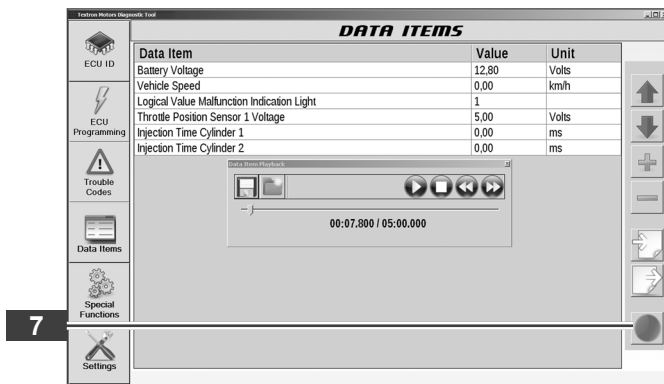 Textron Motors Diagnostic Tool
DATA ITEMS
ECU ID
ECU
Programming
Trouble
Codes
Data Items
Special
Functions
Settings
Data Item Value Unit
Battery Voltage 12,80 Volts
Vehicle Speed 0,00 km/h
Logical Value Malfunction Indication Light 1
Throttle Position Sensor 1 Voltage 5,00 Volts
Injection Time Cylinder 1 0,00 ms
Injection Time Cylinder 2 0,00 ms
Data Item Playback
00:07.800 / 05:00.000
7